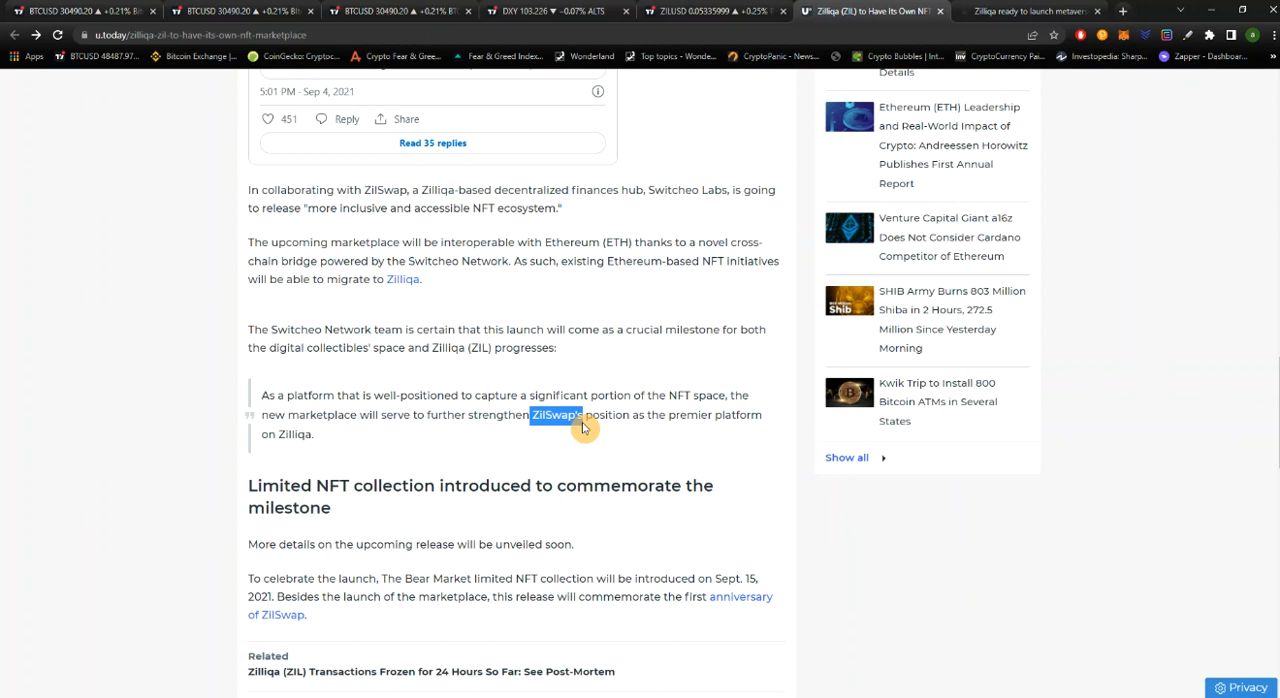 BTCUSD 30490.20 ▲ +0.21% Bi
BTCUSD 30490.20 ▲ +0.21% Bi
BTCUSD 30490.20 ▲ +0.21% BT
DXY 103.226 ▼ −0.07% ALTS
ZILUSD 0.05335999 ▲ +0.25%
Zilliqa (ZIL) to Have Its Own NFT
Zilliqa ready to launch metavers
u.today/zilliqa-zil-to-have-its-own-nft-marketplace
Apps
BTCUSD 48487.97...
Bitcoin Exchange |...
CoinGecko: Cryptoc...
Crypto Fear & Gree...
Fear & Greed Index...
Wonderland
Top topics - Wonde...
CryptoPanic - News...
Crypto Bubbles | Int...
CryptoCurrency Pai...
Investopedia: Sharp...
Zapper - Dashboar...
»
5:01 PM · Sep 4, 2021
451 Reply Share
Read 35 replies
In collaborating with ZilSwap, a Zilliqa-based decentralized finances hub, Switcheo Labs, is going
to release "more inclusive and accessible NFT ecosystem."
The upcoming marketplace will be interoperable with Ethereum (ETH) thanks to a novel cross-
chain bridge powered by the Switcheo Network. As such, existing Ethereum-based NFT initiatives
will be able to migrate to Zilliqa.
The Switcheo Network team is certain that this launch will come as a crucial milestone for both
the digital collectibles' space and Zilliqa (ZIL) progresses:
As a platform that is well-positioned to capture a significant portion of the NFT space, the
new marketplace will serve to further strengthen ZilSwap's position as the premier platform
on Zilliqa.
Limited NFT collection introduced to commemorate the
milestone
More details on the upcoming release will be unveiled soon.
To celebrate the launch, The Bear Market limited NFT collection will be introduced on Sept. 15,
2021. Besides the launch of the marketplace, this release will commemorate the first anniversary
of ZilSwap.
Related
Zilliqa (ZIL) Transactions Frozen for 24 Hours So Far: See Post-Mortem
Details
Ethereum (ETH) Leadership
and Real-World Impact of
Crypto: Andreessen Horowitz
Publishes First Annual
Report
Venture Capital Giant a16z
Does Not Consider Cardano
Competitor of Ethereum
SHIB Army Burns 803 Million
Shiba in 2 Hours, 272.5
Million Since Yesterday
Morning
Kwik Trip to Install 800
Bitcoin ATMs in Several
States
Show all
Privacy